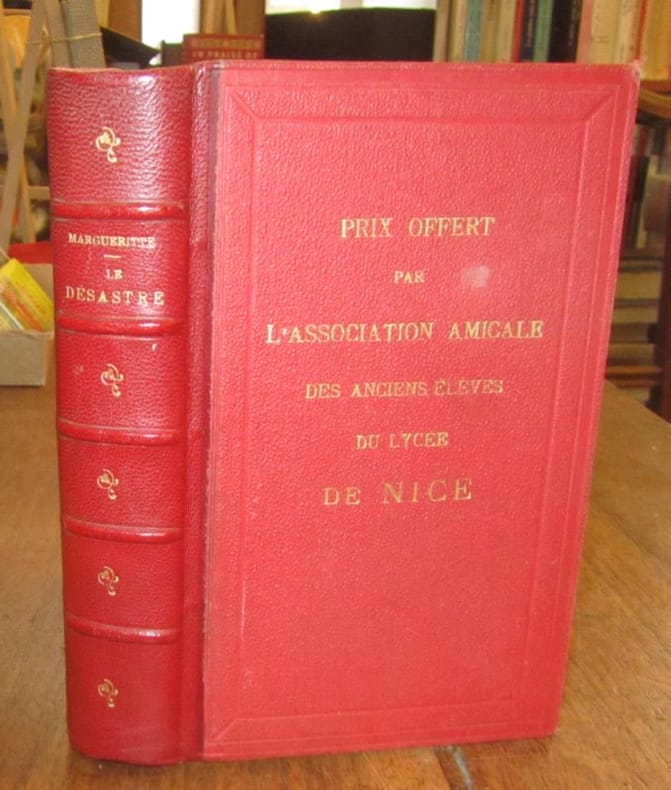 MARGUERITTE
LE
DÉSASTRE
PRIX OFFERT
PAR
L'ASSOCIATION AMICALE
DES ANCIENS ÉLÈVES
DU LYCÉE
DE NICE